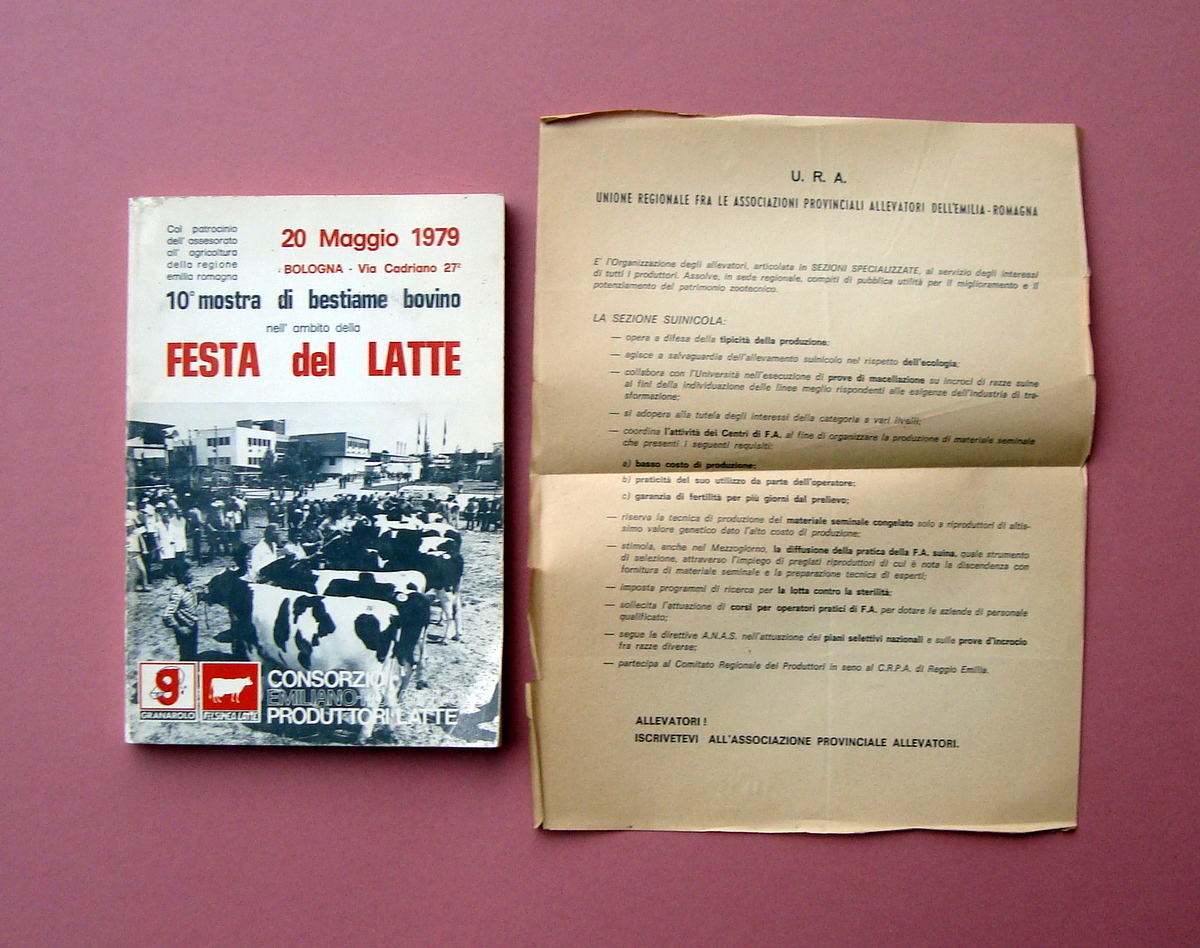 Col patrocinio
dell' assesorato
all' agricoltura
della regione
emilia romagna
20 Maggio 1979
BOLOGNA - Via Cadriano 27²
10° mostra di bestiame bovino
nell' ambito della
FESTA del LATTE
g
GRANAROLO
FELSINEA LATTE
CONSORZIO
EMILIANO
PRODUTTORI LATTE
U. R. A.
UNIONE REGIONALE FRA LE ASSOCIAZIONI PROVINCIALI ALLEVATORI DELL'EMILIA-ROMAGNA
E' l'Organizzazione degli allevatori, articolata in SEZIONI SPECIALIZZATE, al servizio degli interessi
di tutti i produttori. Assolve, in sede regionale, compiti di pubblica utilità per il miglioramento e il
potenziamento del patrimonio zootecnico.
LA SEZIONE SUINICOLA:
— opera a difesa della tipicità della produzione;
— agisce a salvaguardia dell'allevamento suinicolo nel rispetto dell'ecologia;
— collabora con l'Università nell'esecuzione di prove di macellazione su incroci di razze suine
ai fini della individuazione delle linee meglio rispondenti alle esigenze dell'industria di tra-
sformazione;
— si adopera alla tutela degli interessi della categoria a vari livelli;
— coordina l'attività dei Centri di F.A. al fine di organizzare la produzione di materiale seminale
che presenti i seguenti requisiti:
a) basso costo di produzione;
b) praticità del suo utilizzo da parte dell'operatore;
c) garanzia di fertilità per più giorni dal prelievo;
— riserva la tecnica di produzione del materiale seminale congelato solo a riproduttori di altis-
simo valore genetico dato l'alto costo di produzione;
— stimola, anche nel Mezzogiorno, la diffusione della pratica della F.A. suina, quale strumento
di selezione, attraverso l'impiego di pregiati riproduttori di cui è nota la discendenza con
fornitura di materiale seminale e la preparazione tecnica di esperti;
— imposta programmi di ricerca per la lotta contro la sterilità;
— sollecita l'attuazione di corsi per operatori pratici di F.A. per dotare le aziende di personale
qualificato;
— segue le direttive A.N.A.S. nell'attuazione dei piani selettivi nazionali e sulle prove d'incrocio
fra razze diverse;
— partecipa al Comitato Regionale dei Produttori in seno al C.R.P.A. di Reggio Emilia.
ALLEVATORI !
ISCRIVETEVI ALL'ASSOCIAZIONE PROVINCIALE ALLEVATORI.